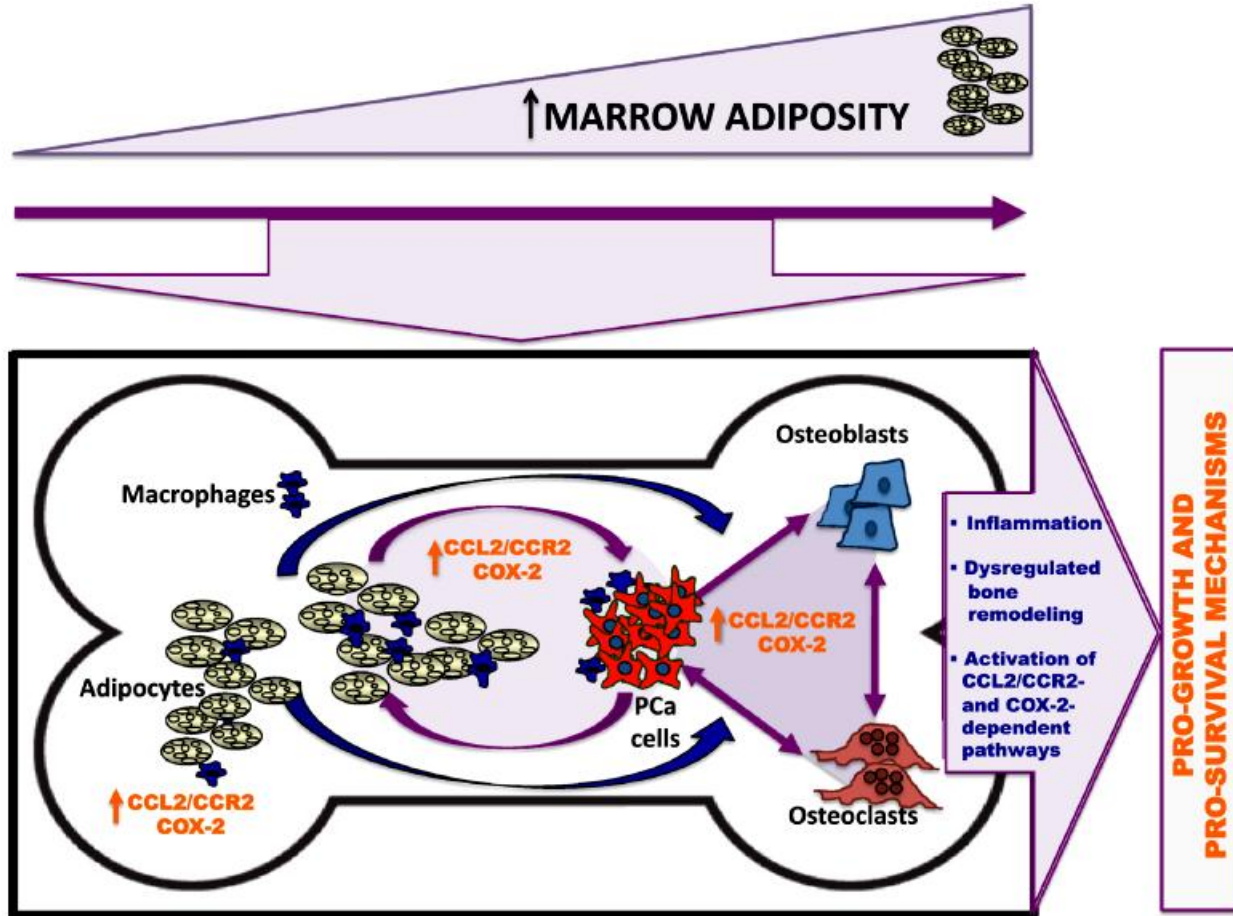 ↑MARROW ADIPOSITY
Macrophages
Osteoblasts
↑CCL2/CCR2
COX-2
Adipocytes
↑CCL2/CCR2
COX-2
PCa
cells
↑CCL2/CCR2
COX-2
Osteoclasts
▪ Inflammation
▪ Dysregulated
bone
remodeling
▪ Activation of
CCL2/CCR2-
and COX-2-
dependent
pathways
PRO-GROWTH AND
PRO-SURVIVAL MECHANISMS